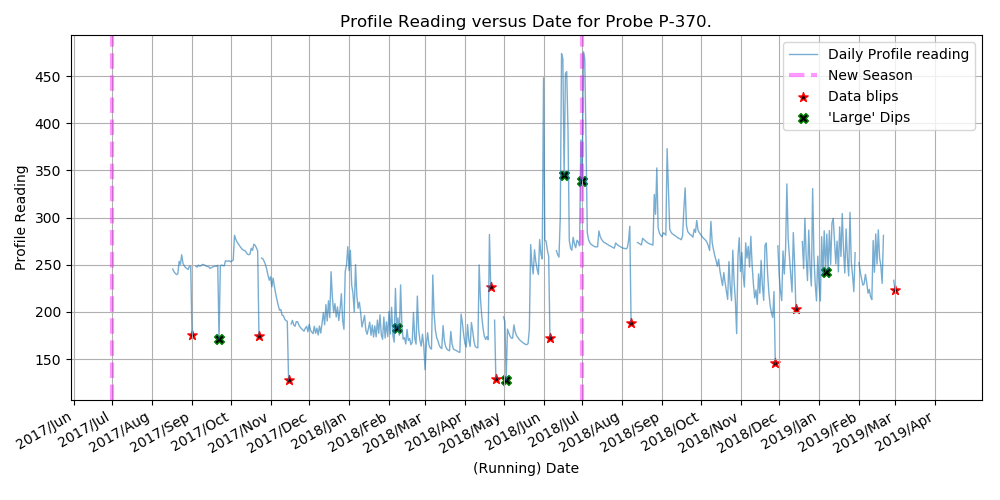 Profile Reading versus Date for Probe P-370.
Daily Profile reading
New Season
Data blips
'Large' Dips
Profile Reading
450
400
350
300
250
200
150
2017/Jun
2017/Jul
2017/Aug
2017/Sep
2017/Oct
2017/Nov
2017/Dec
2018/Jan
2018/Feb
2018/Mar
2018/Apr
2018/May
2018/Jun
2018/Jul
2018/Aug
2018/Sep
2018/Oct
2018/Nov
2018/Dec
2019/Jan
2019/Feb
2019/Mar
2019/Apr
(Running) Date